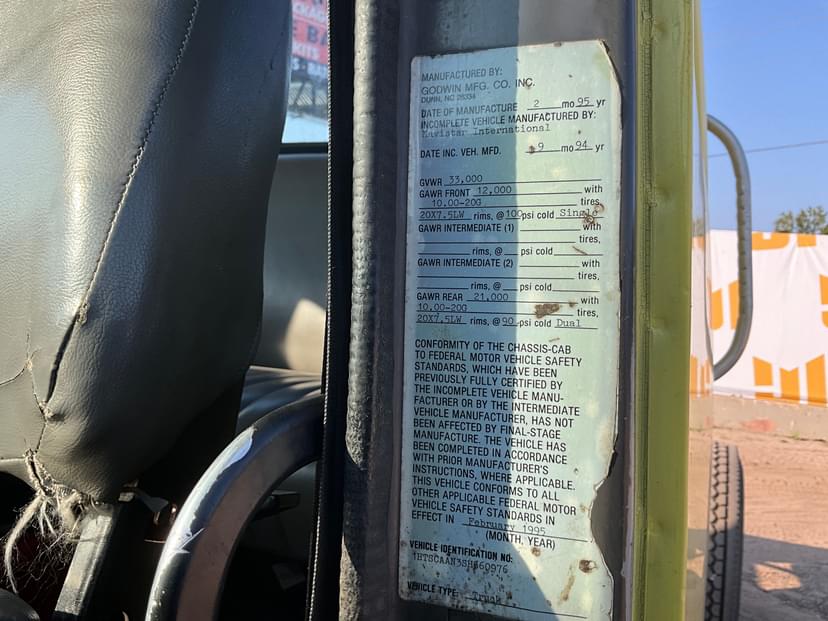 MANUFACTURED BY:
GODWIN MFG. CO. INC.
DUNN, NC 28334
DATE OF MANUFACTURE 2 mo 95 yr
INCOMPLETE VEHICLE MANUFACTURED BY:
Navistar International
DATE INC. VEH. MFD. 9 mo 94 yr
GVWR 33,000
GAWR FRONT 12,000 with
10.00-20G tires,
20X7.5LW rims, @ 100 psi cold Single
GAWR INTERMEDIATE (1) with
tires,
rims, @ psi cold
GAWR INTERMEDIATE (2) with
tires,
rims, @ psi cold
GAWR REAR 21,000 with
10.00-20G tires,
20X7.5LW rims, @ 90 psi cold Dual
CONFORMITY OF THE CHASSIS-CAB
TO FEDERAL MOTOR VEHICLE SAFETY
STANDARDS, WHICH HAVE BEEN
PREVIOUSLY FULLY CERTIFIED BY
THE INCOMPLETE VEHICLE MANU-
FACTURER OR BY THE INTERMEDIATE
VEHICLE MANUFACTURER, HAS NOT
BEEN AFFECTED BY FINAL-STAGE
MANUFACTURE. THE VEHICLE HAS
BEEN COMPLETED IN ACCORDANCE
WITH PRIOR MANUFACTURER'S
INSTRUCTIONS, WHERE APPLICABLE.
THIS VEHICLE CONFORMS TO ALL
OTHER APPLICABLE FEDERAL MOTOR
VEHICLE SAFETY STANDARDS IN
EFFECT IN February 1995
(MONTH, YEAR)
VEHICLE IDENTIFICATION NO:
VEHICLE TYPE: Truck
KITS